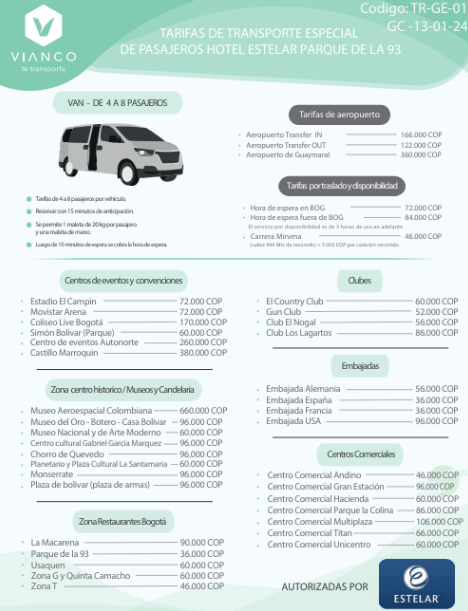 Codigo: TR-GE-01
GC -13-01-24
VIANCO
te transporta
TARIFAS DE TRANSPORTE ESPECIAL
DE PASAJEROS HOTEL ESTELAR PARQUE DE LA 93
VAN - DE 4 A 8 PASAJEROS
Tarifas de 4 a 8 pasajeros por vehículo.
Reservar con 15 minutos de anticipación.
Se permite 1 maleta de 20 kg por pasajero
y una maleta de mano.
Luego de 15 minutos de espera se cobra la hora de espera.
Tarifas de aeropuerto
Aeropuerto Transfer IN 166.000 COP
Aeropuerto Transfer OUT 122.000 COP
Aeropuerto de Guaymaral 360.000 COP
Tarifas por traslado y disponibilidad
Hora de espera en BOG 72.000 COP
Hora de espera fuera de BOG 84.000 COP
El servicio por disponibilidad es de 3 horas de uso en adelante
Carrera Mínima 46.000 COP
(cubre 999 Mts de recorrido) + 5.000 COP por cada km recorrido.
Centros de eventos y convenciones
Estadio El Campin 72.000 COP
Movistar Arena 72.000 COP
Coliseo Live Bogotá 170.000 COP
Simón Bolivar (Parque) 60.000 COP
Centro de eventos Autonorte 260.000 COP
Castillo Marroquin 380.000 COP
Zona centro historico / Museos y Candelaria
Museo Aeroespacial Colombiana 660.000 COP
Museo del Oro - Botero - Casa Bolivar 96.000 COP
Museo Nacional y de Arte Moderno 60.000 COP
Centro cultural Gabriel Garcia Marquez 96.000 COP
Chorro de Quevedo 96.000 COP
Planetario y Plaza Cultural La Santamaria 60.000 COP
Monserrate 96.000 COP
Plaza de bolivar (plaza de armas) 96.000 COP
Zona Restaurantes Bogotá
La Macarena 90.000 COP
Parque de la 93 36.000 COP
Usaquen 60.000 COP
Zona G y Quinta Camacho 60.000 COP
Zona T 46.000 COP
Clubes
El Country Club 60.000 COP
Gun Club 52.000 COP
Club El Nogal 56.000 COP
Club Los Lagartos 86.000 COP
Embajadas
Embajada Alemania 56.000 COP
Embajada España 36.000 COP
Embajada Francia 36.000 COP
Embajada USA 96.000 COP
Centros Comerciales
Centro Comercial Andino 46.000 COP
Centro Comercial Gran Estación 96.000 COP
Centro Comercial Hacienda 60.000 COP
Centro Comercial Parque la Colina 86.000 COP
Centro Comercial Multiplaza 106.000 COP
Centro Comercial Titan 66.000 COP
Centro Comercial Unicentro 60.000 COP
AUTORIZADAS POR
ESTELAR